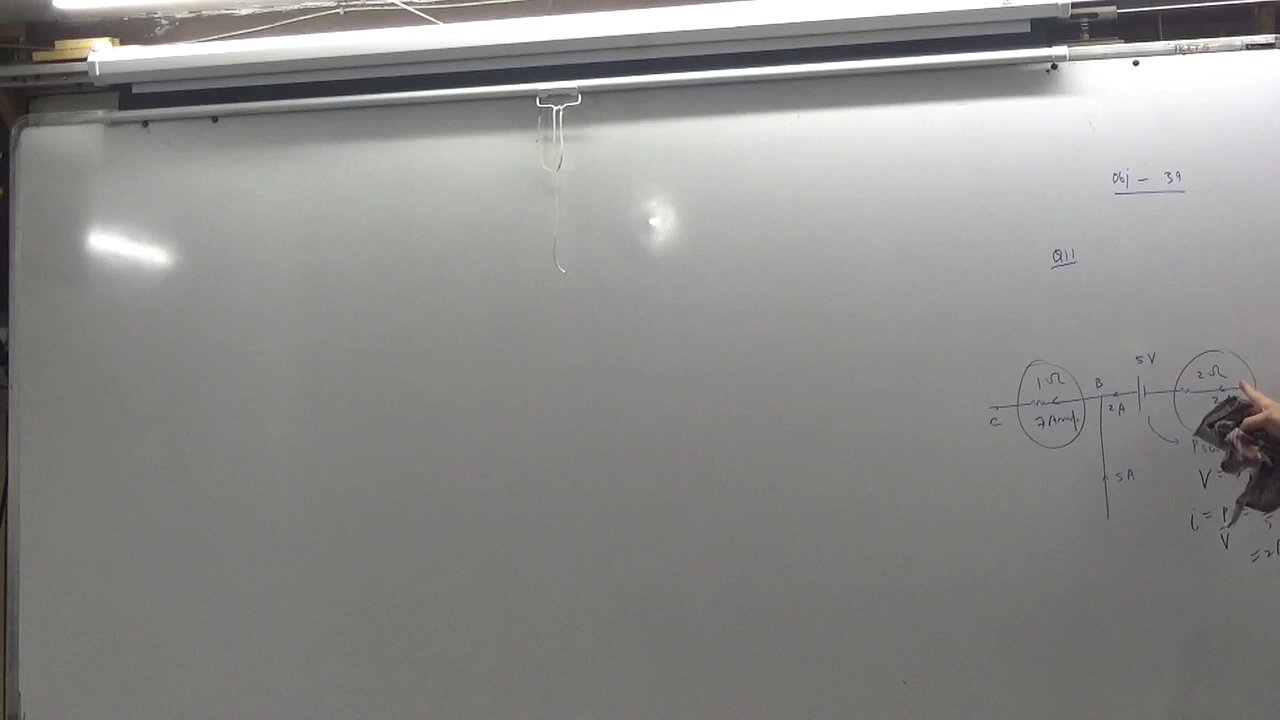 Obj - 39
Q11
5V
1Ω B 2Ω
2A
C 7Amp.
5A
V =
i = P/V =